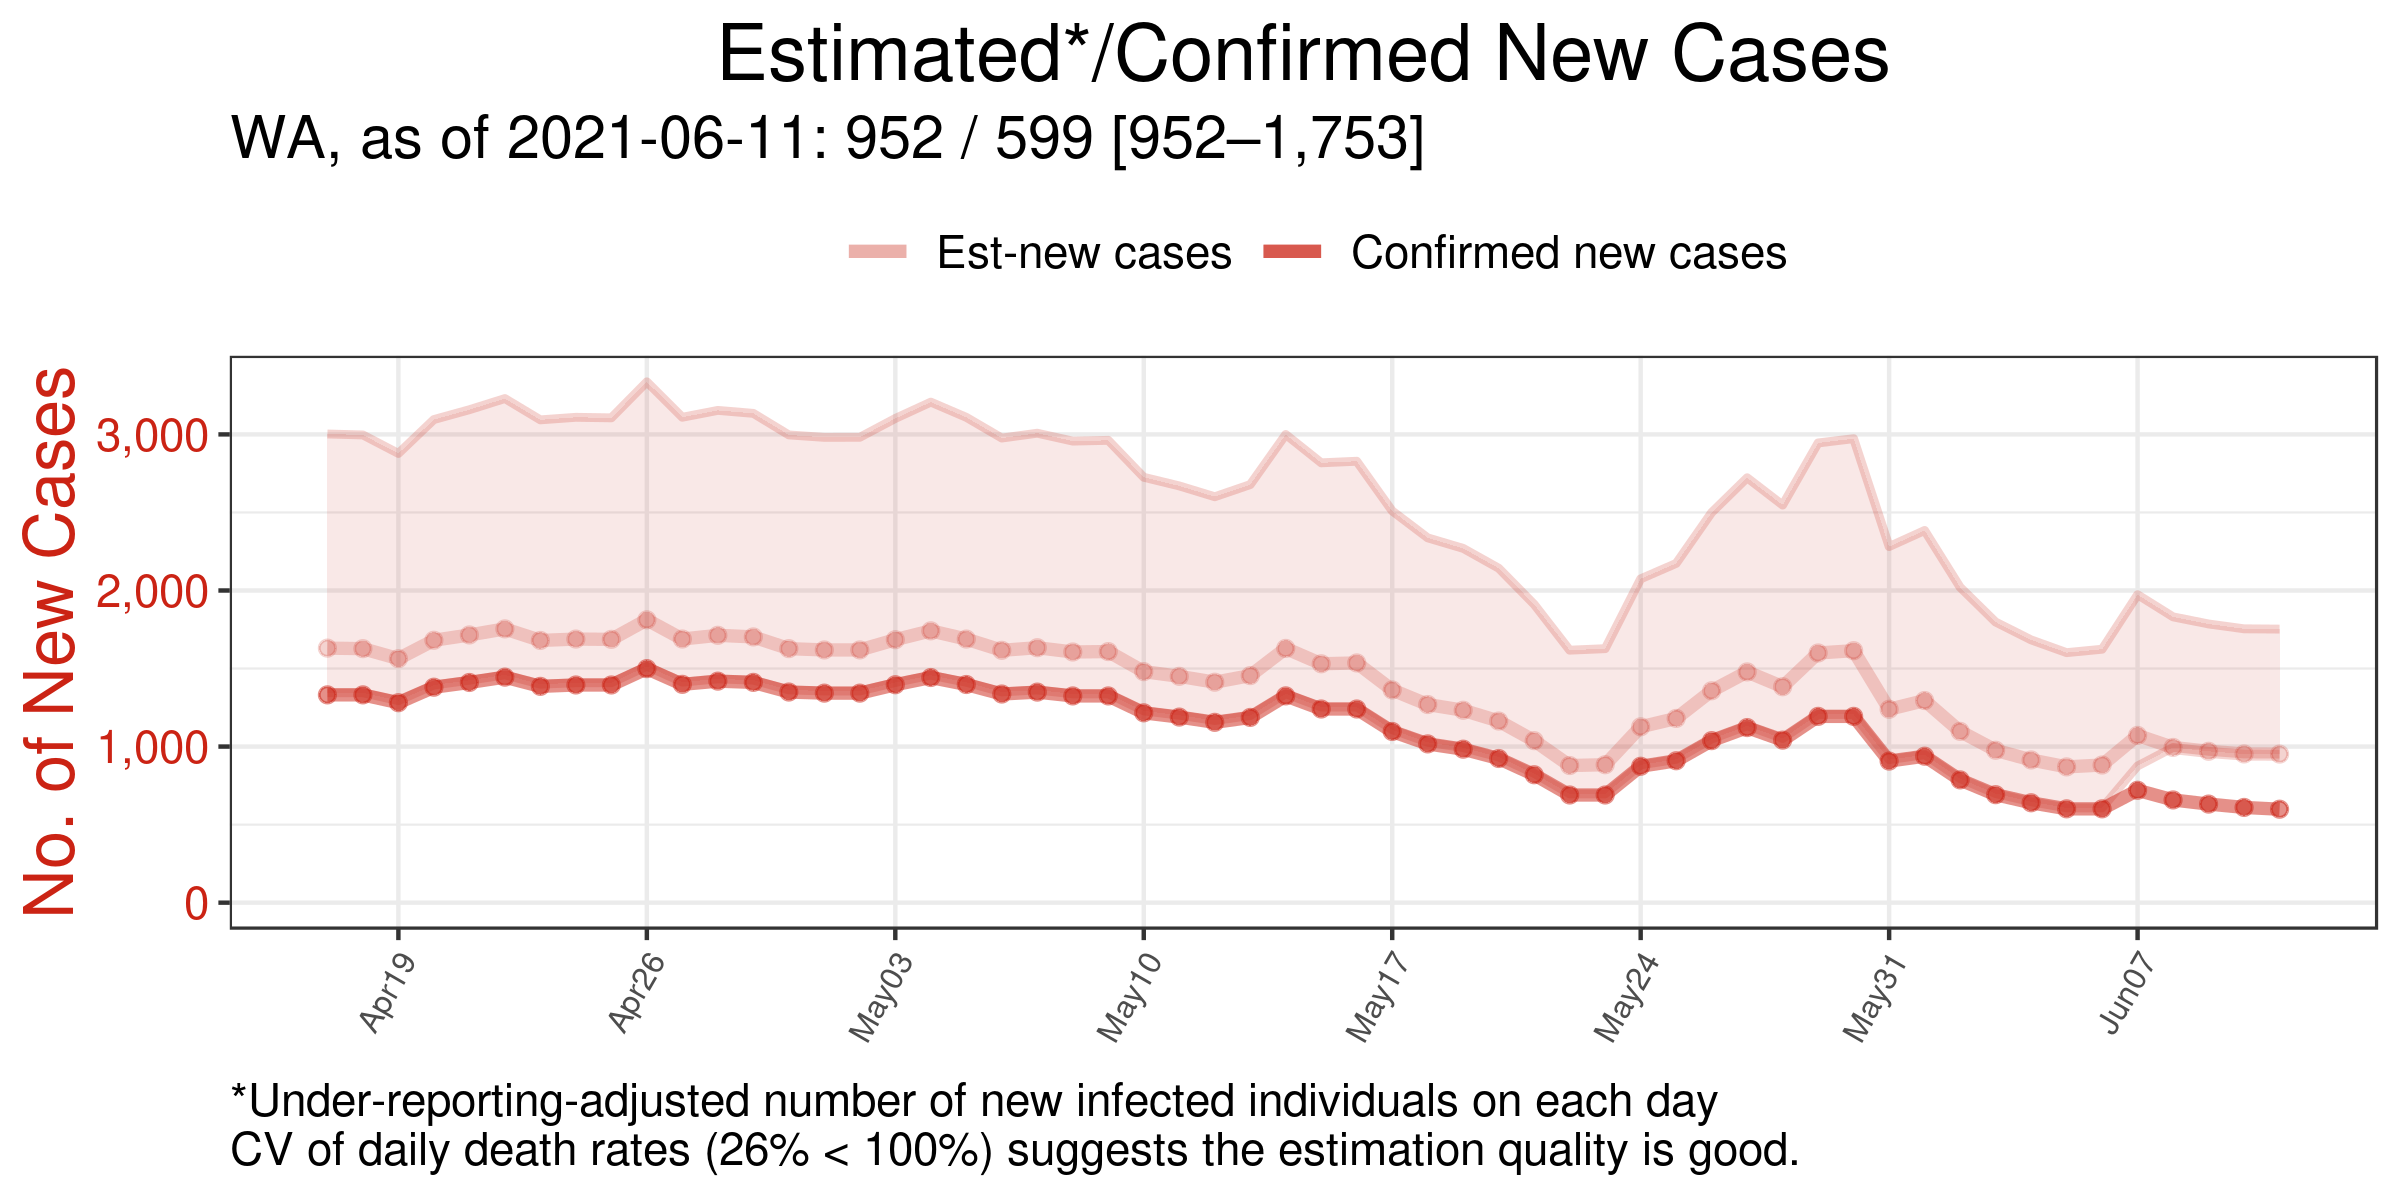 Estimated*/Confirmed New Cases
WA, as of 2021-06-11: 952 / 599 [952–1,753]
Est-new cases Confirmed new cases
No. of New Cases
3,000
2,000
1,000
0
Apr19 Apr26 May03 May10 May17 May24 May31 Jun07
*Under-reporting-adjusted number of new infected individuals on each day
CV of daily death rates (26% < 100%) suggests the estimation quality is good.